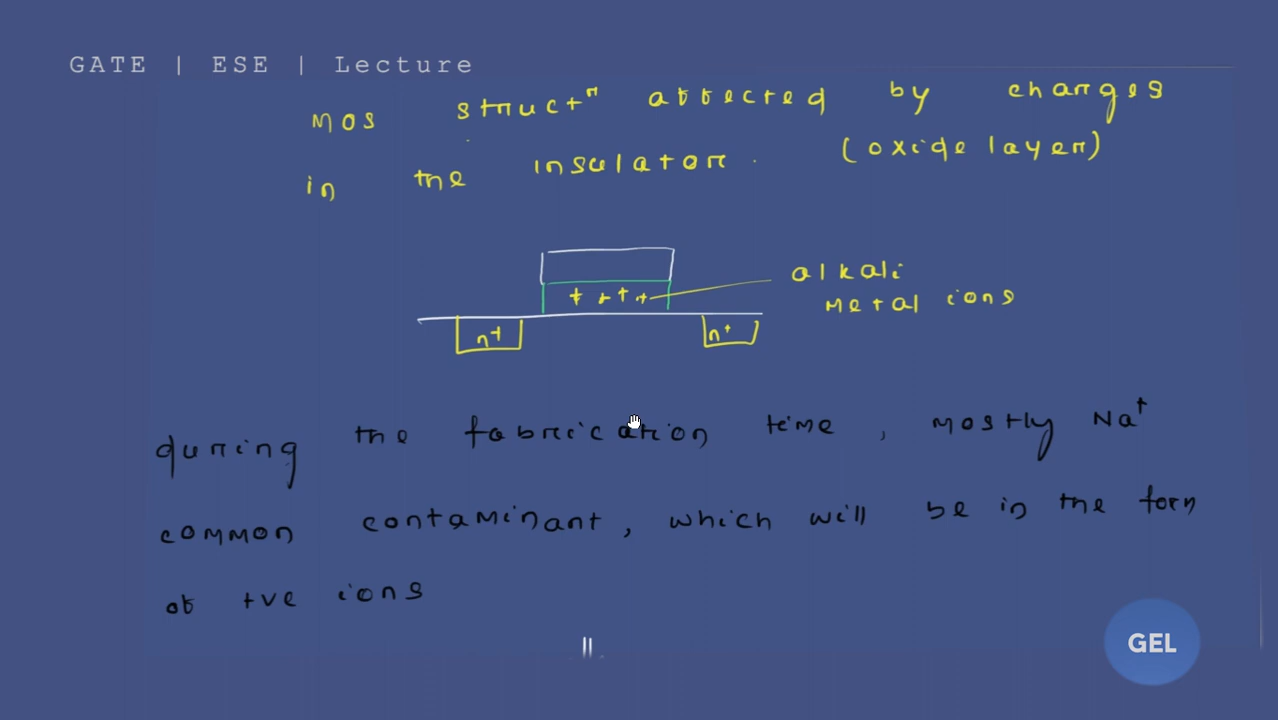 GATE | ESE | Lecture
MOS structⁿ affected by charges
in the insulator. (oxide layer)
alkali
metal ions
n+ n+
during the fabrication time, mostly Na⁺
common contaminant, which will be in the form
of +ve ions
GEL